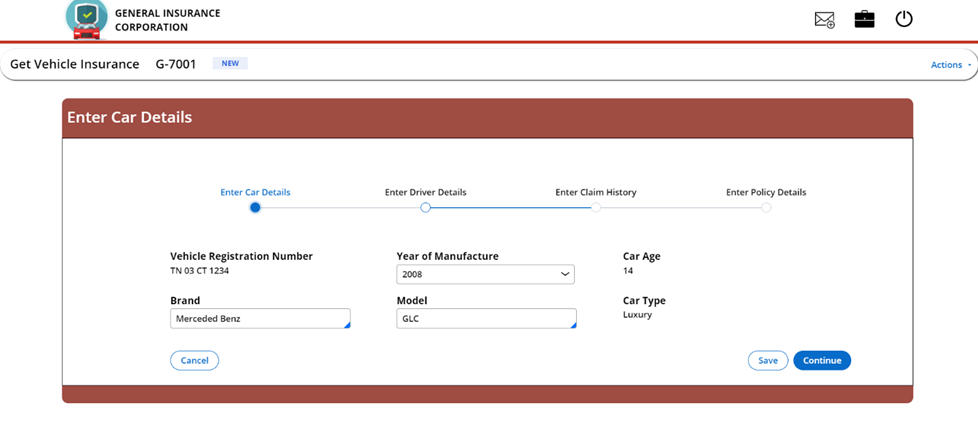 GENERAL INSURANCE
CORPORATION
Get Vehicle Insurance G-7001 NEW Actions
Enter Car Details
Enter Car Details Enter Driver Details Enter Claim History Enter Policy Details
Vehicle Registration Number Year of Manufacture Car Age
TN 03 CT 1234 2008 14
Brand Model Car Type
Merceded Benz GLC Luxury
Cancel Save Continue